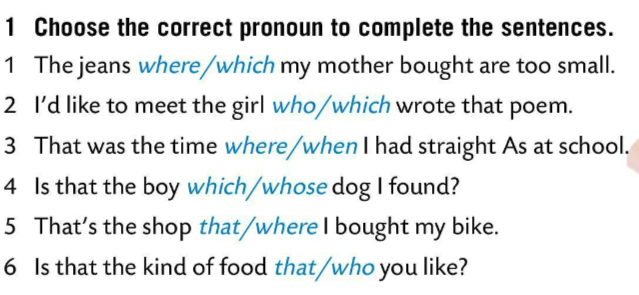 1 Choose the correct pronoun to complete the sentences.
1 The jeans where/which my mother bought are too small.
2 I'd like to meet the girl who/which wrote that poem.
3 That was the time where/when I had straight As at school.
4 Is that the boy which/whose dog I found?
5 That's the shop that/where I bought my bike.
6 Is that the kind of food that/who you like?